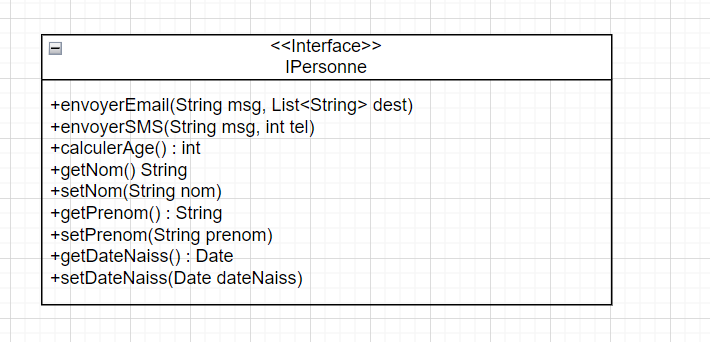 <<Interface>>
IPersonne
+envoyerEmail(String msg, List<String> dest)
+envoyerSMS(String msg, int tel)
+calculerAge() : int
+getNom() String
+setNom(String nom)
+getPrenom() : String
+setPrenom(String prenom)
+getDateNaiss() : Date
+setDateNaiss(Date dateNaiss)